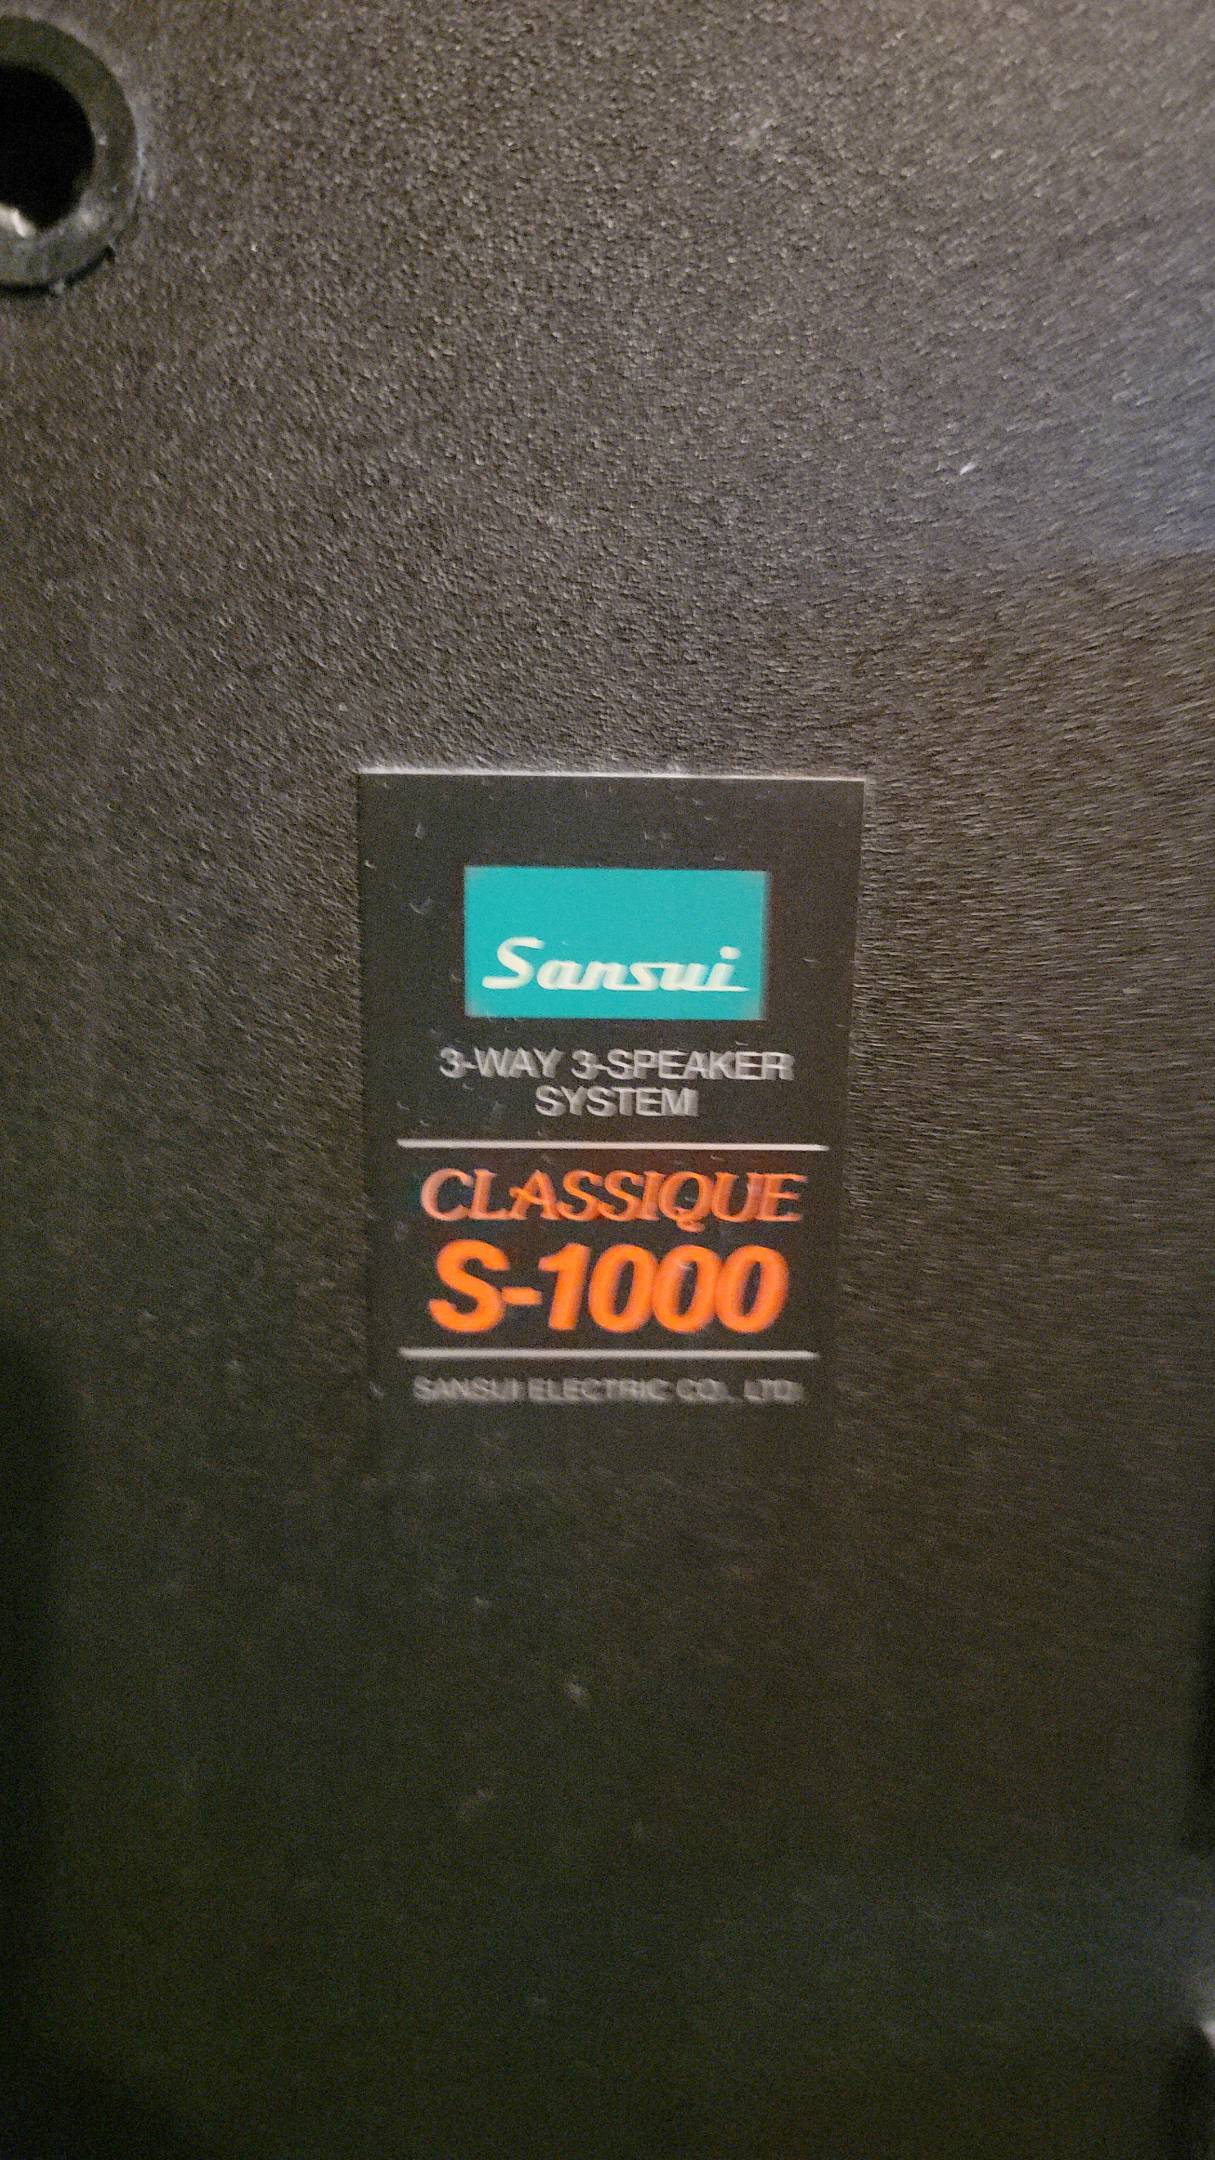 Sansui
3-WAY 3-SPEAKER
SYSTEM
CLASSIQUE
S-1000
SANSUI ELECTRIC CO., LTD.